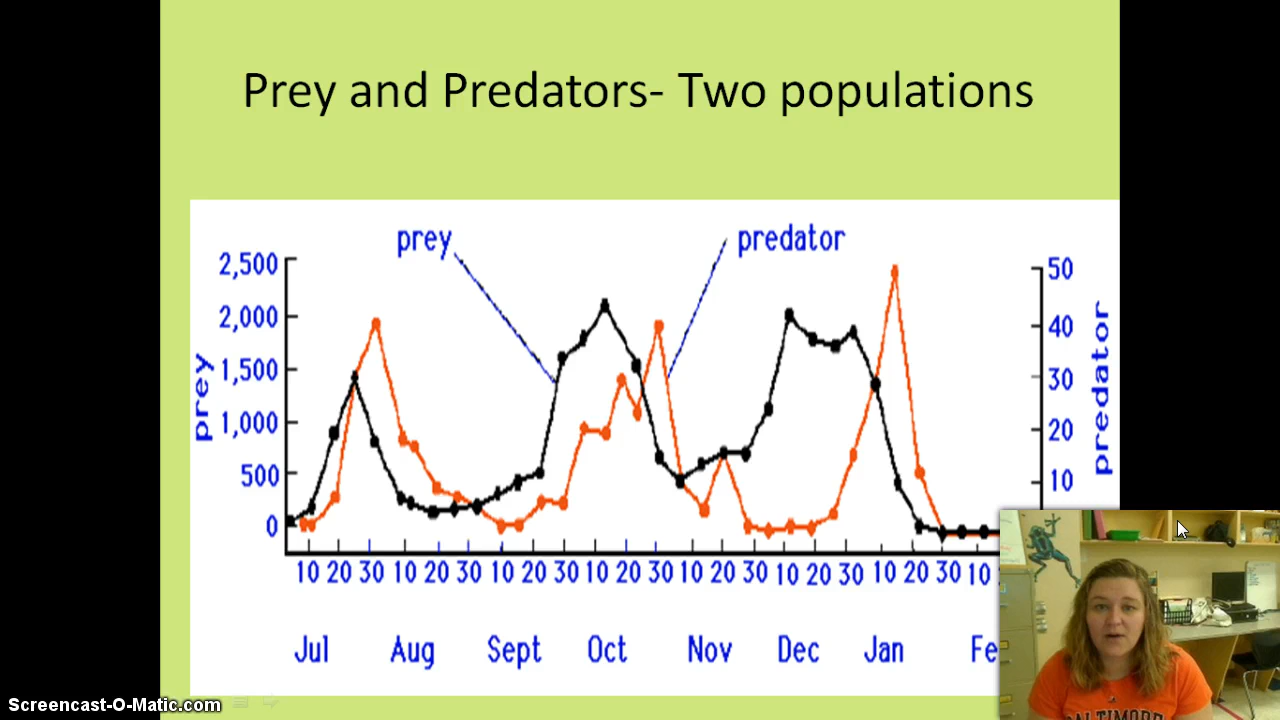 Prey and Predators- Two populations
prey
predator
2,500
2,000
1,500
1,000
500
0
prey
50
40
30
20
10
predator
10 20 30 10 20 30 10 20 30 10 20 30 10 20 30 10 20 30 10 20 30 10
Jul Aug Sept Oct Nov Dec Jan Fe
BALTIMORE
Screencast-O-Matic.com